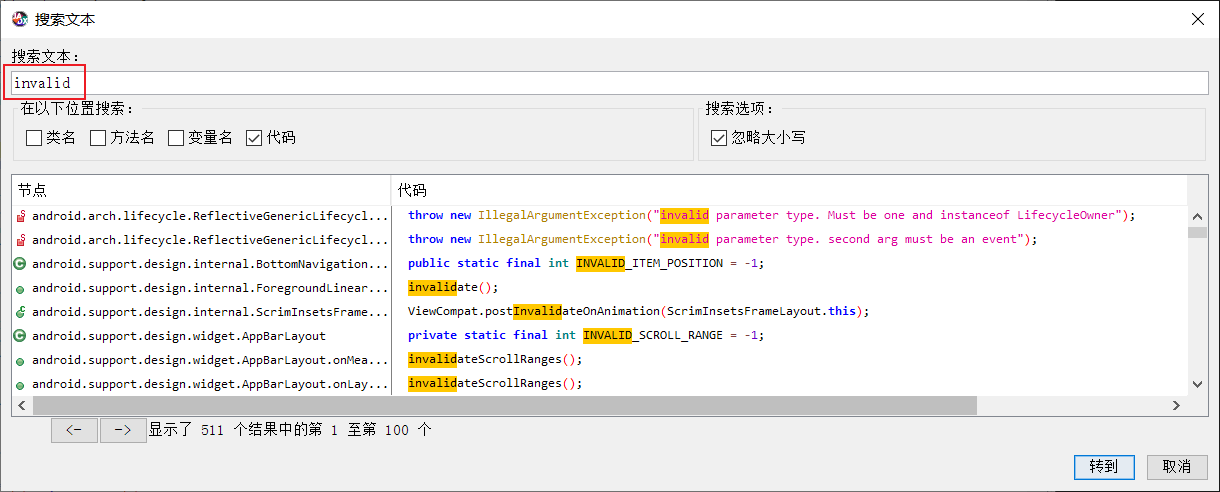 搜索文本
搜索文本：
invalid
在以下位置搜索： 搜索选项：
类名 方法名 变量名 代码 忽略大小写
节点 代码
android.arch.lifecycle.ReflectiveGenericLifecycl... throw new IllegalArgumentException("invalid parameter type. Must be one and instanceof LifecycleOwner");
android.arch.lifecycle.ReflectiveGenericLifecycl... throw new IllegalArgumentException("invalid parameter type. second arg must be an event");
android.support.design.internal.BottomNavigation... public static final int INVALID_ITEM_POSITION = -1;
android.support.design.internal.ForegroundLinear... invalidate();
android.support.design.internal.ScrimInsetsFrame... ViewCompat.postInvalidateOnAnimation(ScrimInsetsFrameLayout.this);
android.support.design.widget.AppBarLayout private static final int INVALID_SCROLL_RANGE = -1;
android.support.design.widget.AppBarLayout.onMea... invalidateScrollRanges();
android.support.design.widget.AppBarLayout.onLay... invalidateScrollRanges();
<- -> 显示了 511 个结果中的第 1 至第 100 个
转到 取消